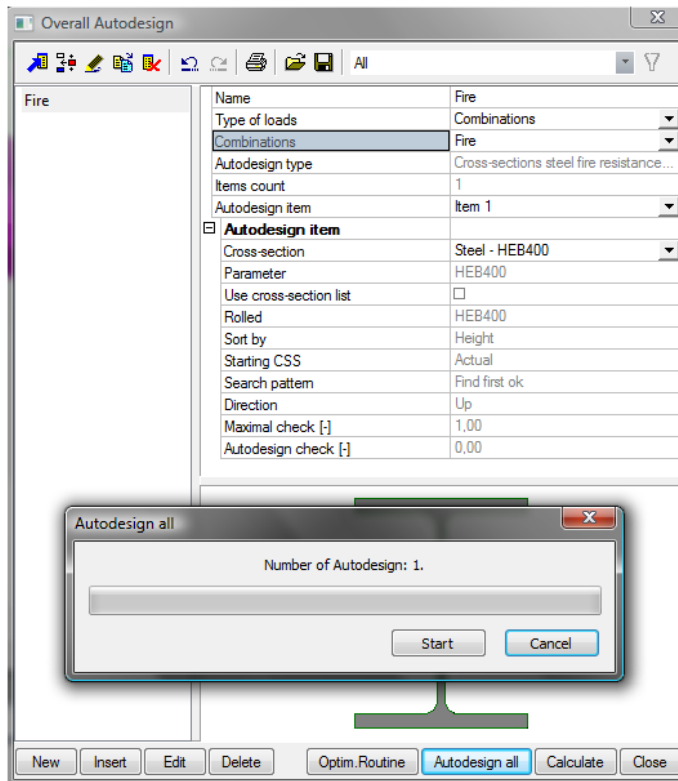 Overall Autodesign
All
Fire
Name Fire
Type of loads Combinations
Combinations Fire
Autodesign type Cross-sections steel fire resistance...
Items count 1
Autodesign item Item 1
Autodesign item
Cross-section Steel - HEB400
Parameter HEB400
Use cross-section list
Rolled HEB400
Sort by Height
Starting CSS Actual
Search pattern Find first ok
Direction Up
Maximal check [-] 1,00
Autodesign check [-] 0,00
Autodesign all
Number of Autodesign: 1.
Start Cancel
New Insert Edit Delete Optim.Routine Autodesign all Calculate Close